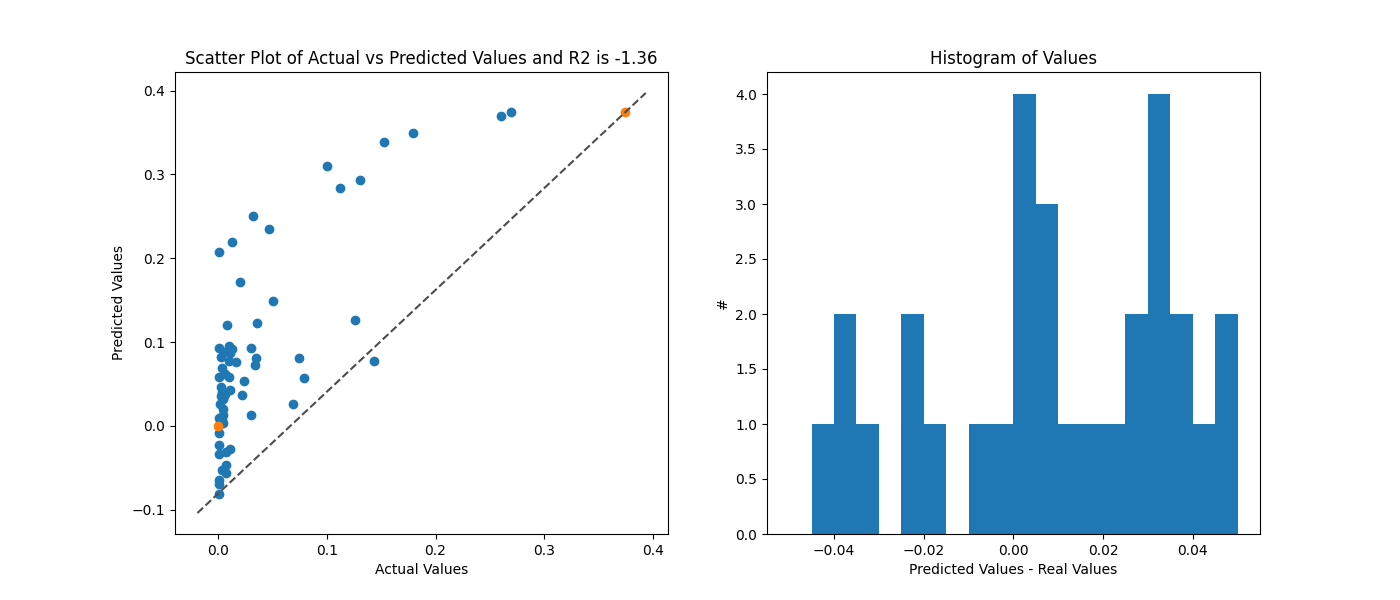 Scatter Plot of Actual vs Predicted Values and R2 is -1.36
0.4
0.3
0.2
0.1
0.0
−0.1
Predicted Values
0.0 0.1 0.2 0.3 0.4
Actual Values
Histogram of Values
4.0
3.5
3.0
2.5
2.0
1.5
1.0
0.5
0.0
#
−0.04 −0.02 0.00 0.02 0.04
Predicted Values - Real Values